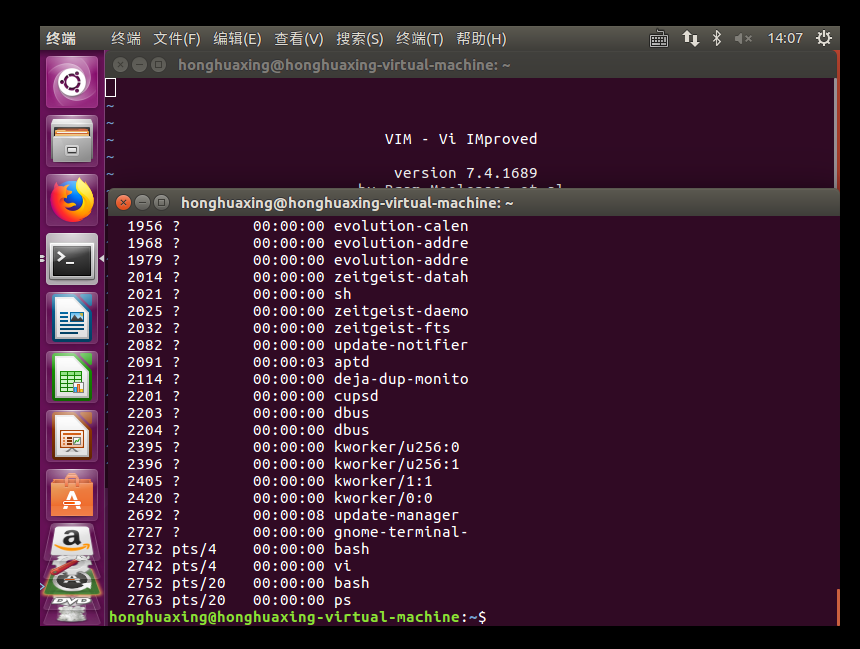 终端 终端 文件(F) 编辑(E) 查看(V) 搜索(S) 终端(T) 帮助(H) 14:07
honghuaxing@honghuaxing-virtual-machine: ~
~
~
~ VIM - Vi IMproved
~
~ version 7.4.1689
~
honghuaxing@honghuaxing-virtual-machine: ~
1956 ? 00:00:00 evolution-calen
1968 ? 00:00:00 evolution-addre
1979 ? 00:00:00 evolution-addre
2014 ? 00:00:00 zeitgeist-datah
2021 ? 00:00:00 sh
2025 ? 00:00:00 zeitgeist-daemo
2032 ? 00:00:00 zeitgeist-fts
2082 ? 00:00:00 update-notifier
2091 ? 00:00:03 aptd
2114 ? 00:00:00 deja-dup-monito
2201 ? 00:00:00 cupsd
2203 ? 00:00:00 dbus
2204 ? 00:00:00 dbus
2395 ? 00:00:00 kworker/u256:0
2396 ? 00:00:00 kworker/u256:1
2405 ? 00:00:00 kworker/1:1
2420 ? 00:00:00 kworker/0:0
2692 ? 00:00:08 update-manager
2727 ? 00:00:00 gnome-terminal-
2732 pts/4 00:00:00 bash
2742 pts/4 00:00:00 vi
2752 pts/20 00:00:00 bash
2763 pts/20 00:00:00 ps
honghuaxing@honghuaxing-virtual-machine:~$